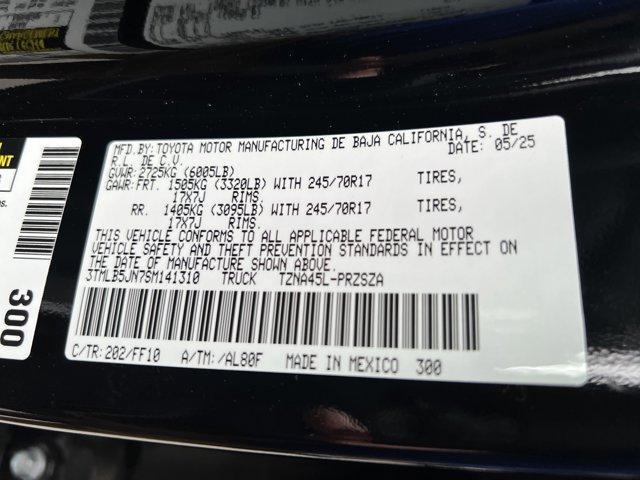 MFD.BY: TOYOTA MOTOR MANUFACTURING DE BAJA CALIFORNIA, S. DE
R.L. DE C.V. DATE: 05/25
GVWR: 2725KG (6005LB)
GAWR: FRT. 1505KG (3320LB) WITH 245/70R17 TIRES,
17X7J RIMS.
RR. 1405KG (3095LB) WITH 245/70R17 TIRES,
17X7J RIMS.
THIS VEHICLE CONFORMS TO ALL APPLICABLE FEDERAL MOTOR
VEHICLE SAFETY AND THEFT PREVENTION STANDARDS IN EFFECT ON
THE DATE OF MANUFACTURE SHOWN ABOVE.
3TMLB5JN7SM141310 TRUCK TZNA45L-PRZSZA
C/TR: 202/FF10 A/TM: /AL80F MADE IN MEXICO 300
300